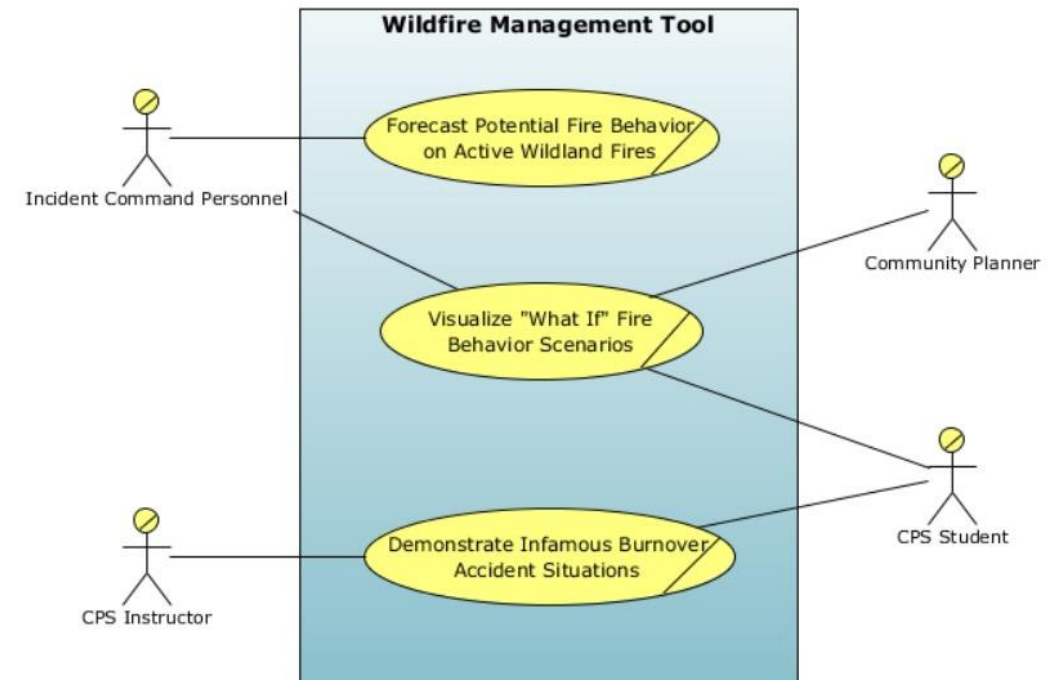 Wildfire Management Tool
Forecast Potential Fire Behavior
on Active Wildland Fires
Incident Command Personnel
Community Planner
Visualize "What If" Fire
Behavior Scenarios
CPS Student
Demonstrate Infamous Burnover
Accident Situations
CPS Instructor